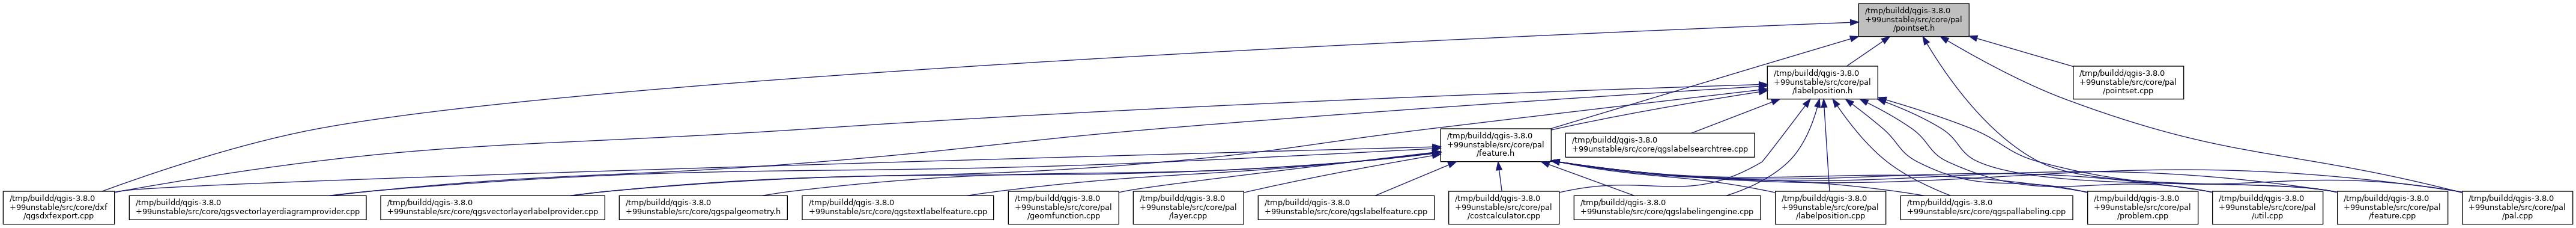 /tmp/buildd/qgis-3.8.0
+99unstable/src/core/pal
/pointset.h
/tmp/buildd/qgis-3.8.0
+99unstable/src/core/pal
/labelposition.h
/tmp/buildd/qgis-3.8.0
+99unstable/src/core/pal
/pointset.cpp
/tmp/buildd/qgis-3.8.0
+99unstable/src/core/pal
/feature.h
/tmp/buildd/qgis-3.8.0
+99unstable/src/core/qgslabelsearchtree.cpp
/tmp/buildd/qgis-3.8.0
+99unstable/src/core/dxf
/qgsdxfexport.cpp
/tmp/buildd/qgis-3.8.0
+99unstable/src/core/qgsvectorlayerdiagramprovider.cpp
/tmp/buildd/qgis-3.8.0
+99unstable/src/core/qgsvectorlayerlabelprovider.cpp
/tmp/buildd/qgis-3.8.0
+99unstable/src/core/qgspalgeometry.h
/tmp/buildd/qgis-3.8.0
+99unstable/src/core/qgstextlabelfeature.cpp
/tmp/buildd/qgis-3.8.0
+99unstable/src/core/pal
/geomfunction.cpp
/tmp/buildd/qgis-3.8.0
+99unstable/src/core/pal
/layer.cpp
/tmp/buildd/qgis-3.8.0
+99unstable/src/core/qgslabelfeature.cpp
/tmp/buildd/qgis-3.8.0
+99unstable/src/core/pal
/costcalculator.cpp
/tmp/buildd/qgis-3.8.0
+99unstable/src/core/qgslabelingengine.cpp
/tmp/buildd/qgis-3.8.0
+99unstable/src/core/pal
/labelposition.cpp
/tmp/buildd/qgis-3.8.0
+99unstable/src/core/qgspallabeling.cpp
/tmp/buildd/qgis-3.8.0
+99unstable/src/core/pal
/problem.cpp
/tmp/buildd/qgis-3.8.0
+99unstable/src/core/pal
/util.cpp
/tmp/buildd/qgis-3.8.0
+99unstable/src/core/pal
/feature.cpp
/tmp/buildd/qgis-3.8.0
+99unstable/src/core/pal
/pal.cpp